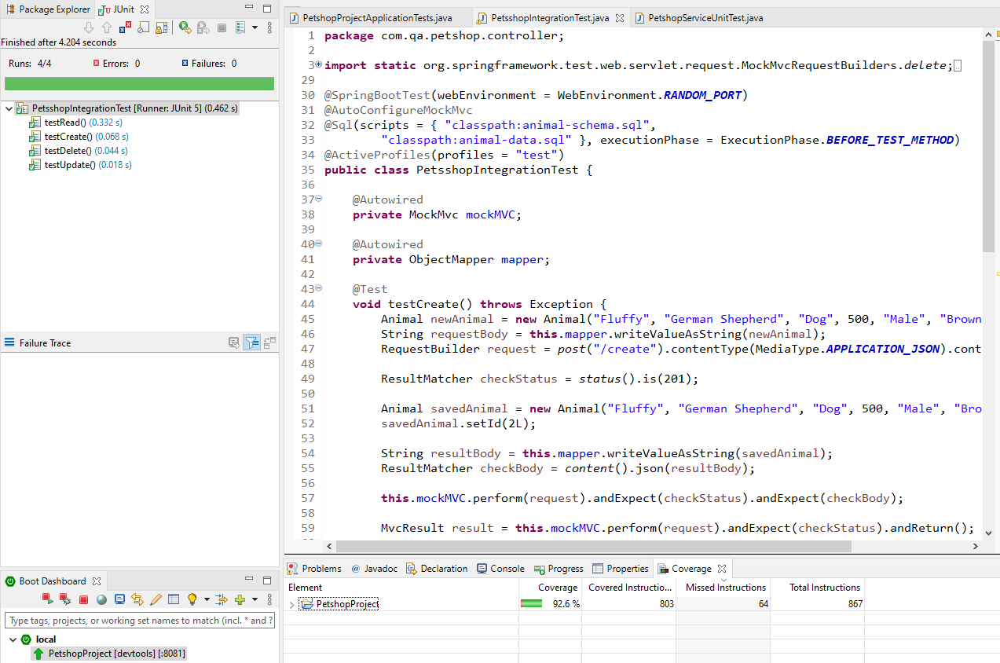 Package Explorer JUnit
Finished after 4.204 seconds
Runs: 4/4 Errors: 0 Failures: 0
PetsshopIntegrationTest [Runner: JUnit 5] (0.462 s)
testRead() (0.332 s)
testCreate() (0.068 s)
testDelete() (0.044 s)
testUpdate() (0.018 s)
Failure Trace
Boot Dashboard
Type tags, projects, or working set names to match (incl. * and ?
local
PetshopProject [devtools] [:8081]
PetshopProjectApplicationTests.java PetsshopIntegrationTest.java PetshopServiceUnitTest.java
1 package com.qa.petshop.controller;
2
3 import static org.springframework.test.web.servlet.request.MockMvcRequestBuilders.delete;
29
30 @SpringBootTest(webEnvironment = WebEnvironment.RANDOM_PORT)
31 @AutoConfigureMockMvc
32 @Sql(scripts = { "classpath:animal-schema.sql",
33 "classpath:animal-data.sql" }, executionPhase = ExecutionPhase.BEFORE_TEST_METHOD)
34 @ActiveProfiles(profiles = "test")
35 public class PetsshopIntegrationTest {
36
37 @Autowired
38 private MockMvc mockMVC;
39
40 @Autowired
41 private ObjectMapper mapper;
42
43 @Test
44 void testCreate() throws Exception {
45 Animal newAnimal = new Animal("Fluffy", "German Shepherd", "Dog", 500, "Male", "Brown
46 String requestBody = this.mapper.writeValueAsString(newAnimal);
47 RequestBuilder request = post("/create").contentType(MediaType.APPLICATION_JSON).cont
48
49 ResultMatcher checkStatus = status().is(201);
50
51 Animal savedAnimal = new Animal("Fluffy", "German Shepherd", "Dog", 500, "Male", "Bro
52 savedAnimal.setId(2L);
53
54 String resultBody = this.mapper.writeValueAsString(savedAnimal);
55 ResultMatcher checkBody = content().json(resultBody);
56
57 this.mockMVC.perform(request).andExpect(checkStatus).andExpect(checkBody);
58
59 MvcResult result = this.mockMVC.perform(request).andExpect(checkStatus).andReturn();
Problems Javadoc Declaration Console Progress Properties Coverage
Element Coverage Covered Instructio... Missed Instructions Total Instructions
PetshopProject 92.6 % 803 64 867